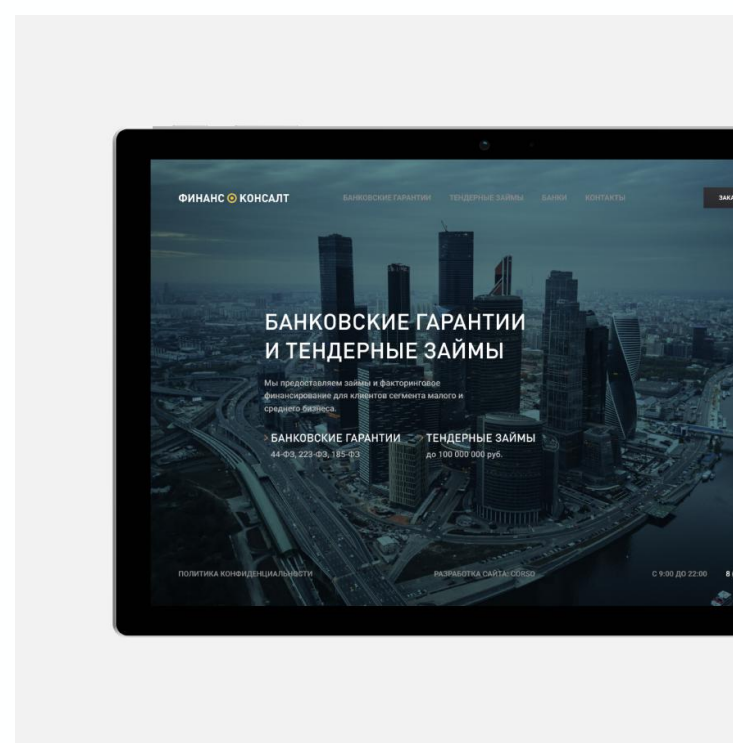 ФИНАНС КОНСАЛТ
БАНКОВСКИЕ ГАРАНТИИ ТЕНДЕРНЫЕ ЗАЙМЫ БАНКИ КОНТАКТЫ
БАНКОВСКИЕ ГАРАНТИИ
И ТЕНДЕРНЫЕ ЗАЙМЫ
Мы предоставляем займы и факторинговое
финансирование для клиентов сегмента малого и
среднего бизнеса.
БАНКОВСКИЕ ГАРАНТИИ ТЕНДЕРНЫЕ ЗАЙМЫ
44-ФЗ, 223-ФЗ, 185-ФЗ до 100 000 000 руб.
ПОЛИТИКА КОНФИДЕНЦИАЛЬНОСТИ РАЗРАБОТКА САЙТА: CORSO С 9:00 ДО 22:00 8